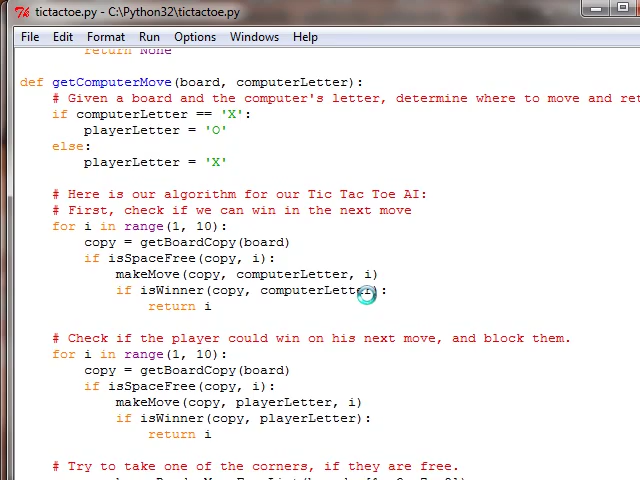 tictactoe.py - C:\Python32\tictactoe.py
File Edit Format Run Options Windows Help
return None
def getComputerMove(board, computerLetter):
# Given a board and the computer's letter, determine where to move and ret
if computerLetter == 'X':
playerLetter = 'O'
else:
playerLetter = 'X'
# Here is our algorithm for our Tic Tac Toe AI:
# First, check if we can win in the next move
for i in range(1, 10):
copy = getBoardCopy(board)
if isSpaceFree(copy, i):
makeMove(copy, computerLetter, i)
if isWinner(copy, computerLetter):
return i
# Check if the player could win on his next move, and block them.
for i in range(1, 10):
copy = getBoardCopy(board)
if isSpaceFree(copy, i):
makeMove(copy, playerLetter, i)
if isWinner(copy, playerLetter):
return i
# Try to take one of the corners, if they are free.